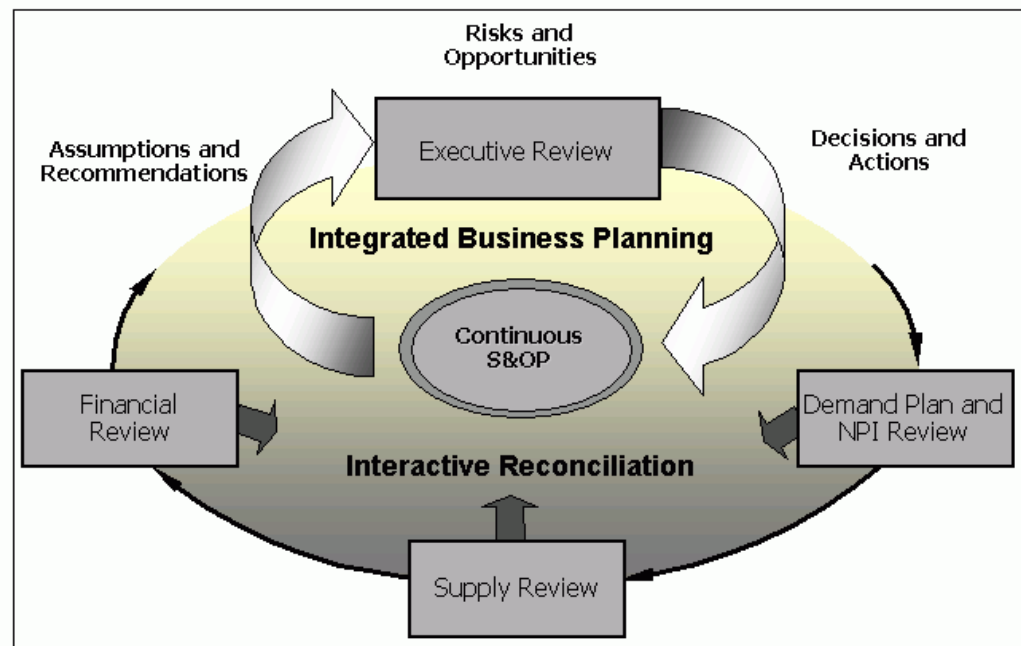 Risks and
Opportunities
Assumptions and
Recommendations
Executive Review
Decisions and
Actions
Integrated Business Planning
Continuous
S&OP
Financial
Review
Demand Plan and
NPI Review
Interactive Reconciliation
Supply Review